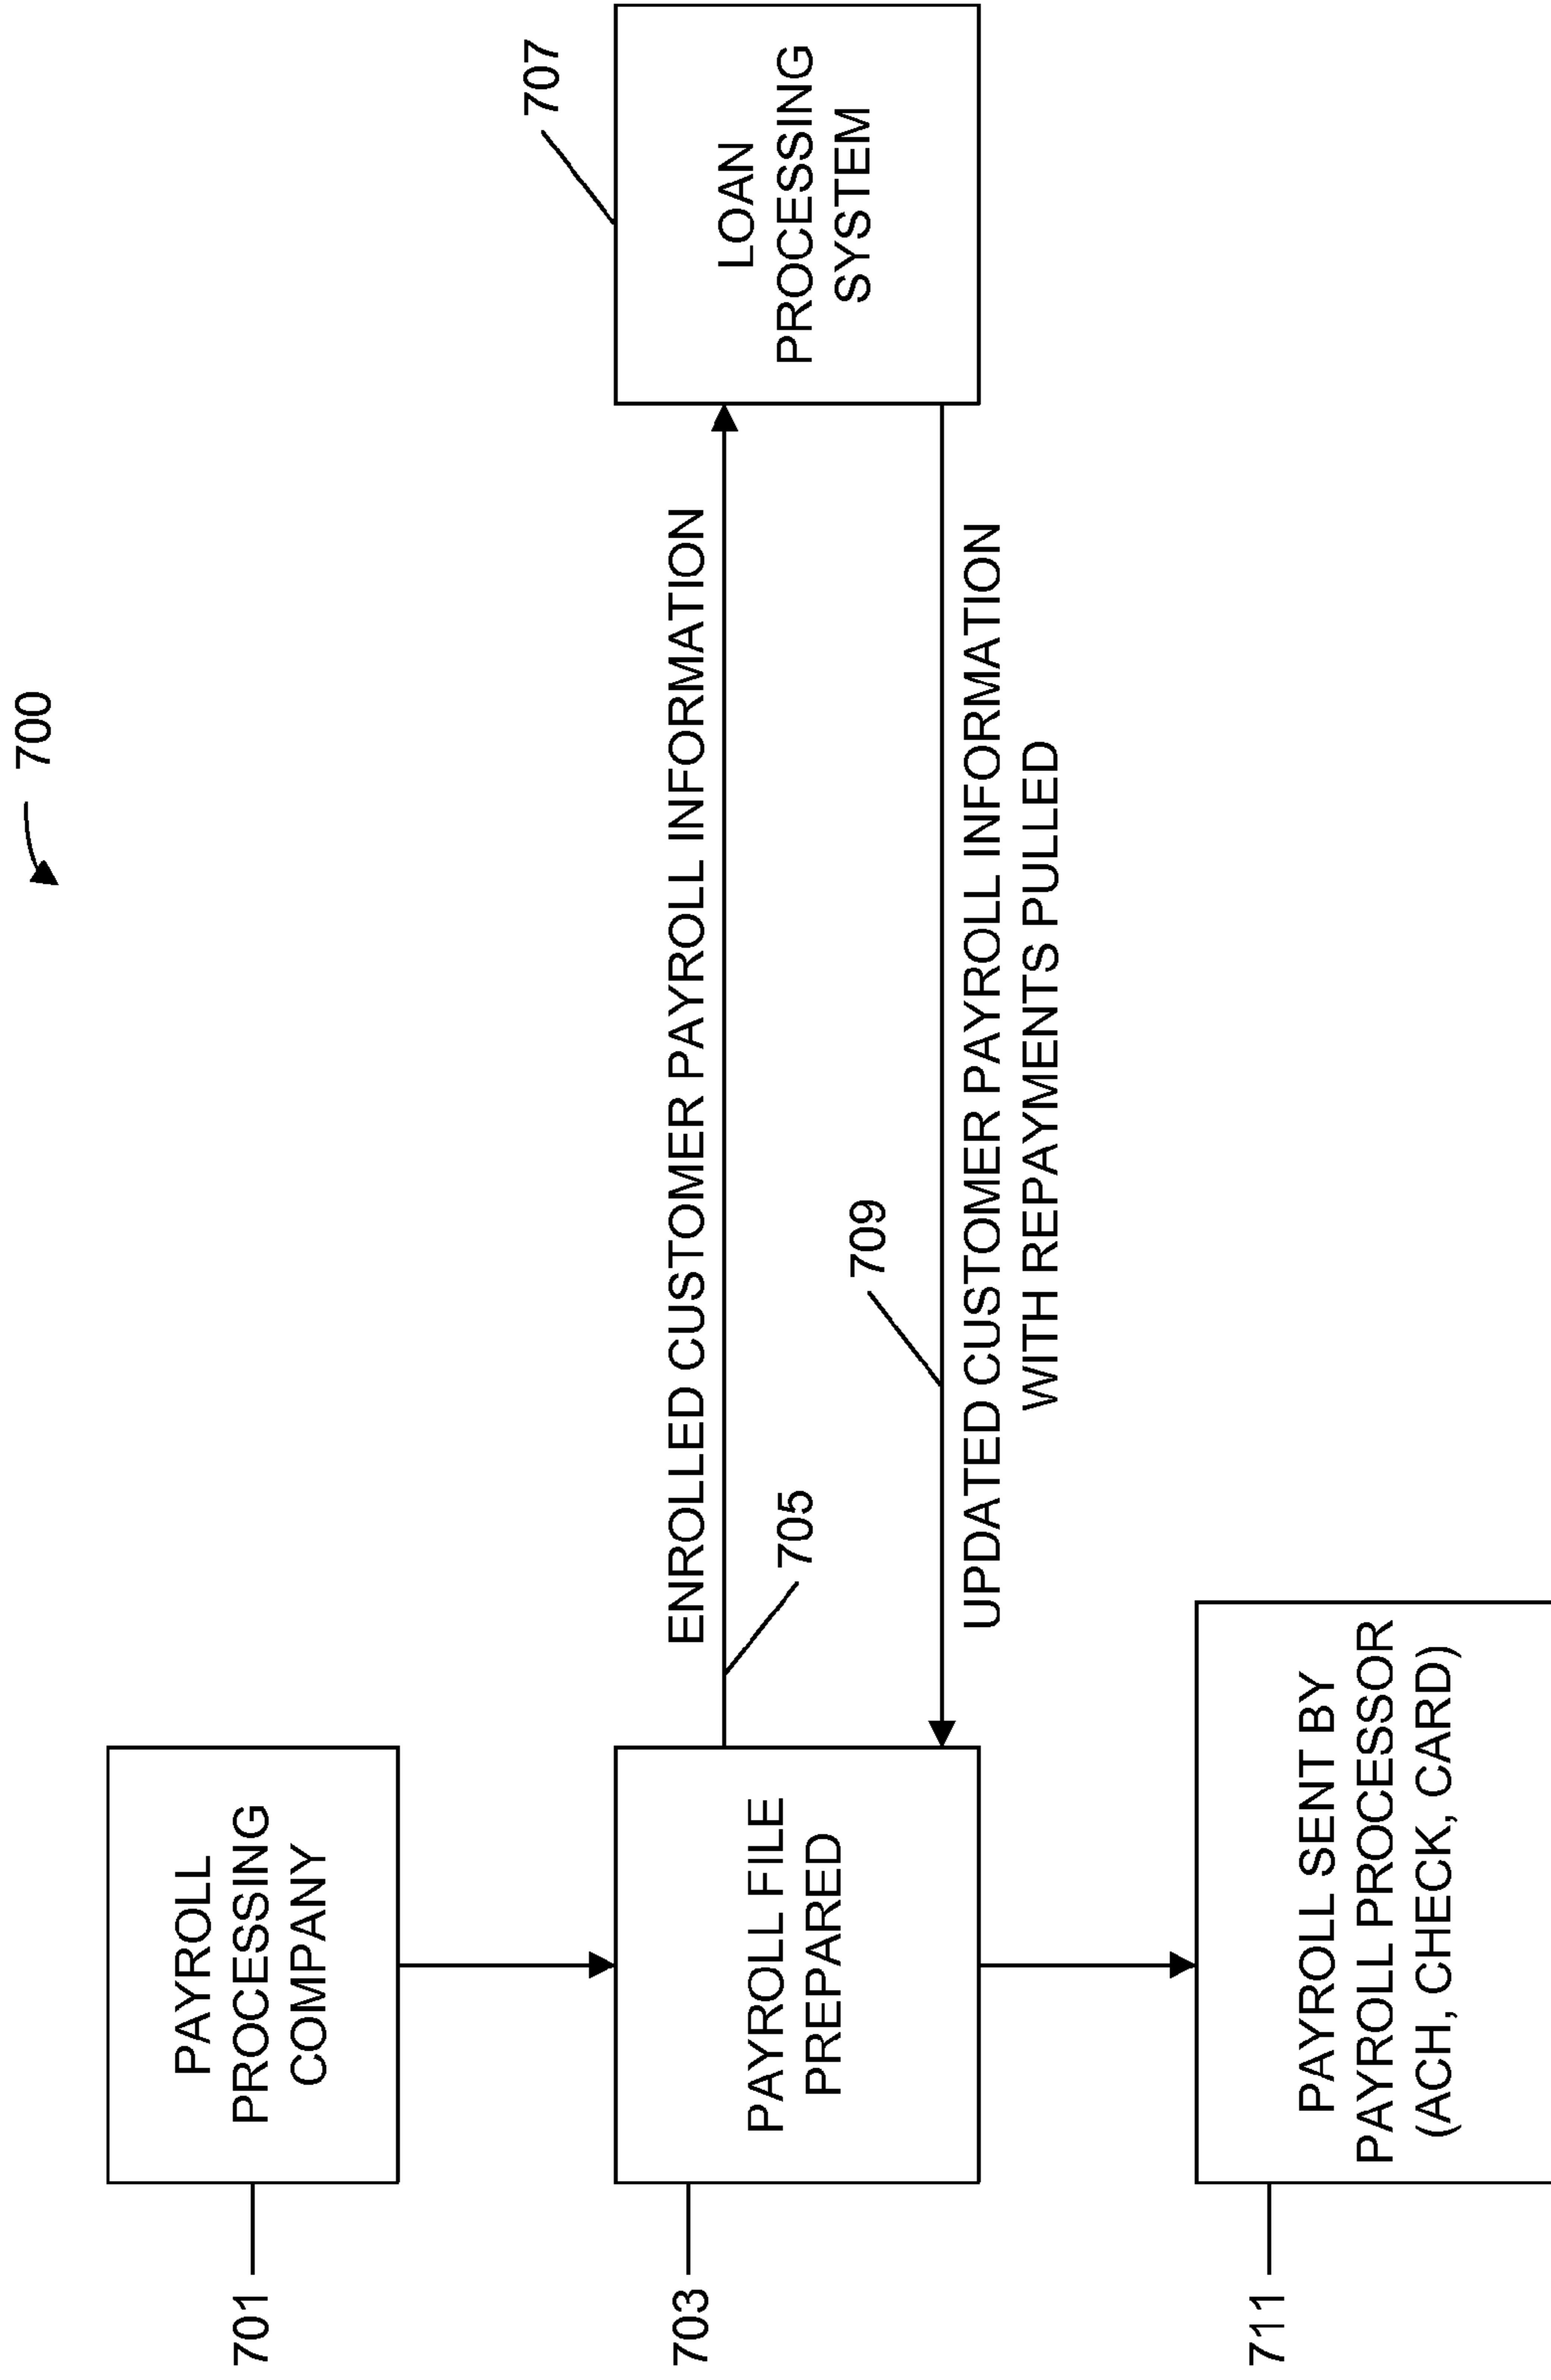 700
701
PAYROLL
PROCESSING
COMPANY
703
PAYROLL FILE
PREPARED
ENROLLED CUSTOMER PAYROLL INFORMATION
705
707
LOAN
PROCESSING
SYSTEM
709
UPDATED CUSTOMER PAYROLL INFORMATION
WITH REPAYMENTS PULLED
711
PAYROLL SENT BY
PAYROLL PROCESSOR
(ACH, CHECK, CARD)